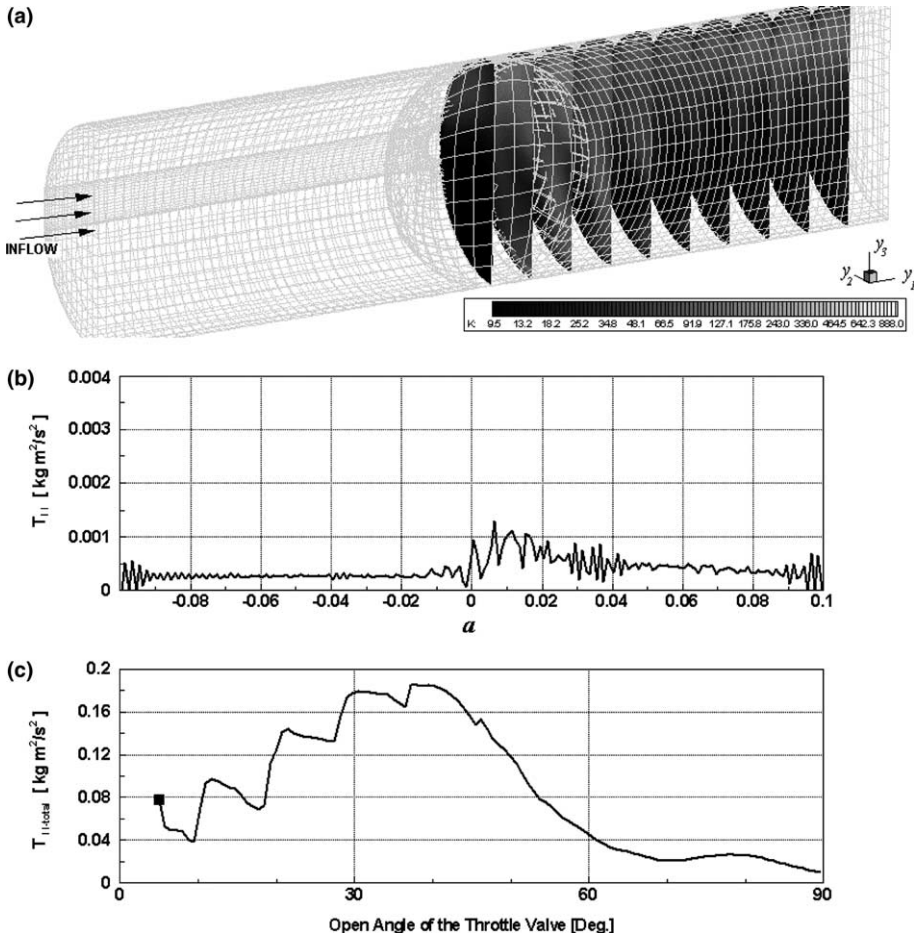 (a)
INFLOW
y3
y2 y1
K: 9.5 13.2 18.2 25.2 34.8 48.1 66.5 91.9 127.1 175.8 243.0 336.0 464.5 642.3 888.0
(b)
T11 [ kg m²/s² ]
0.004
0.003
0.002
0.001
0
-0.08 -0.06 -0.04 -0.02 0 0.02 0.04 0.06 0.08 0.1
a
(c)
T11-total [ kg m²/s² ]
0.2
0.16
0.12
0.08
0.04
0
0 30 60 90
Open Angle of the Throttle Valve [Deg.]